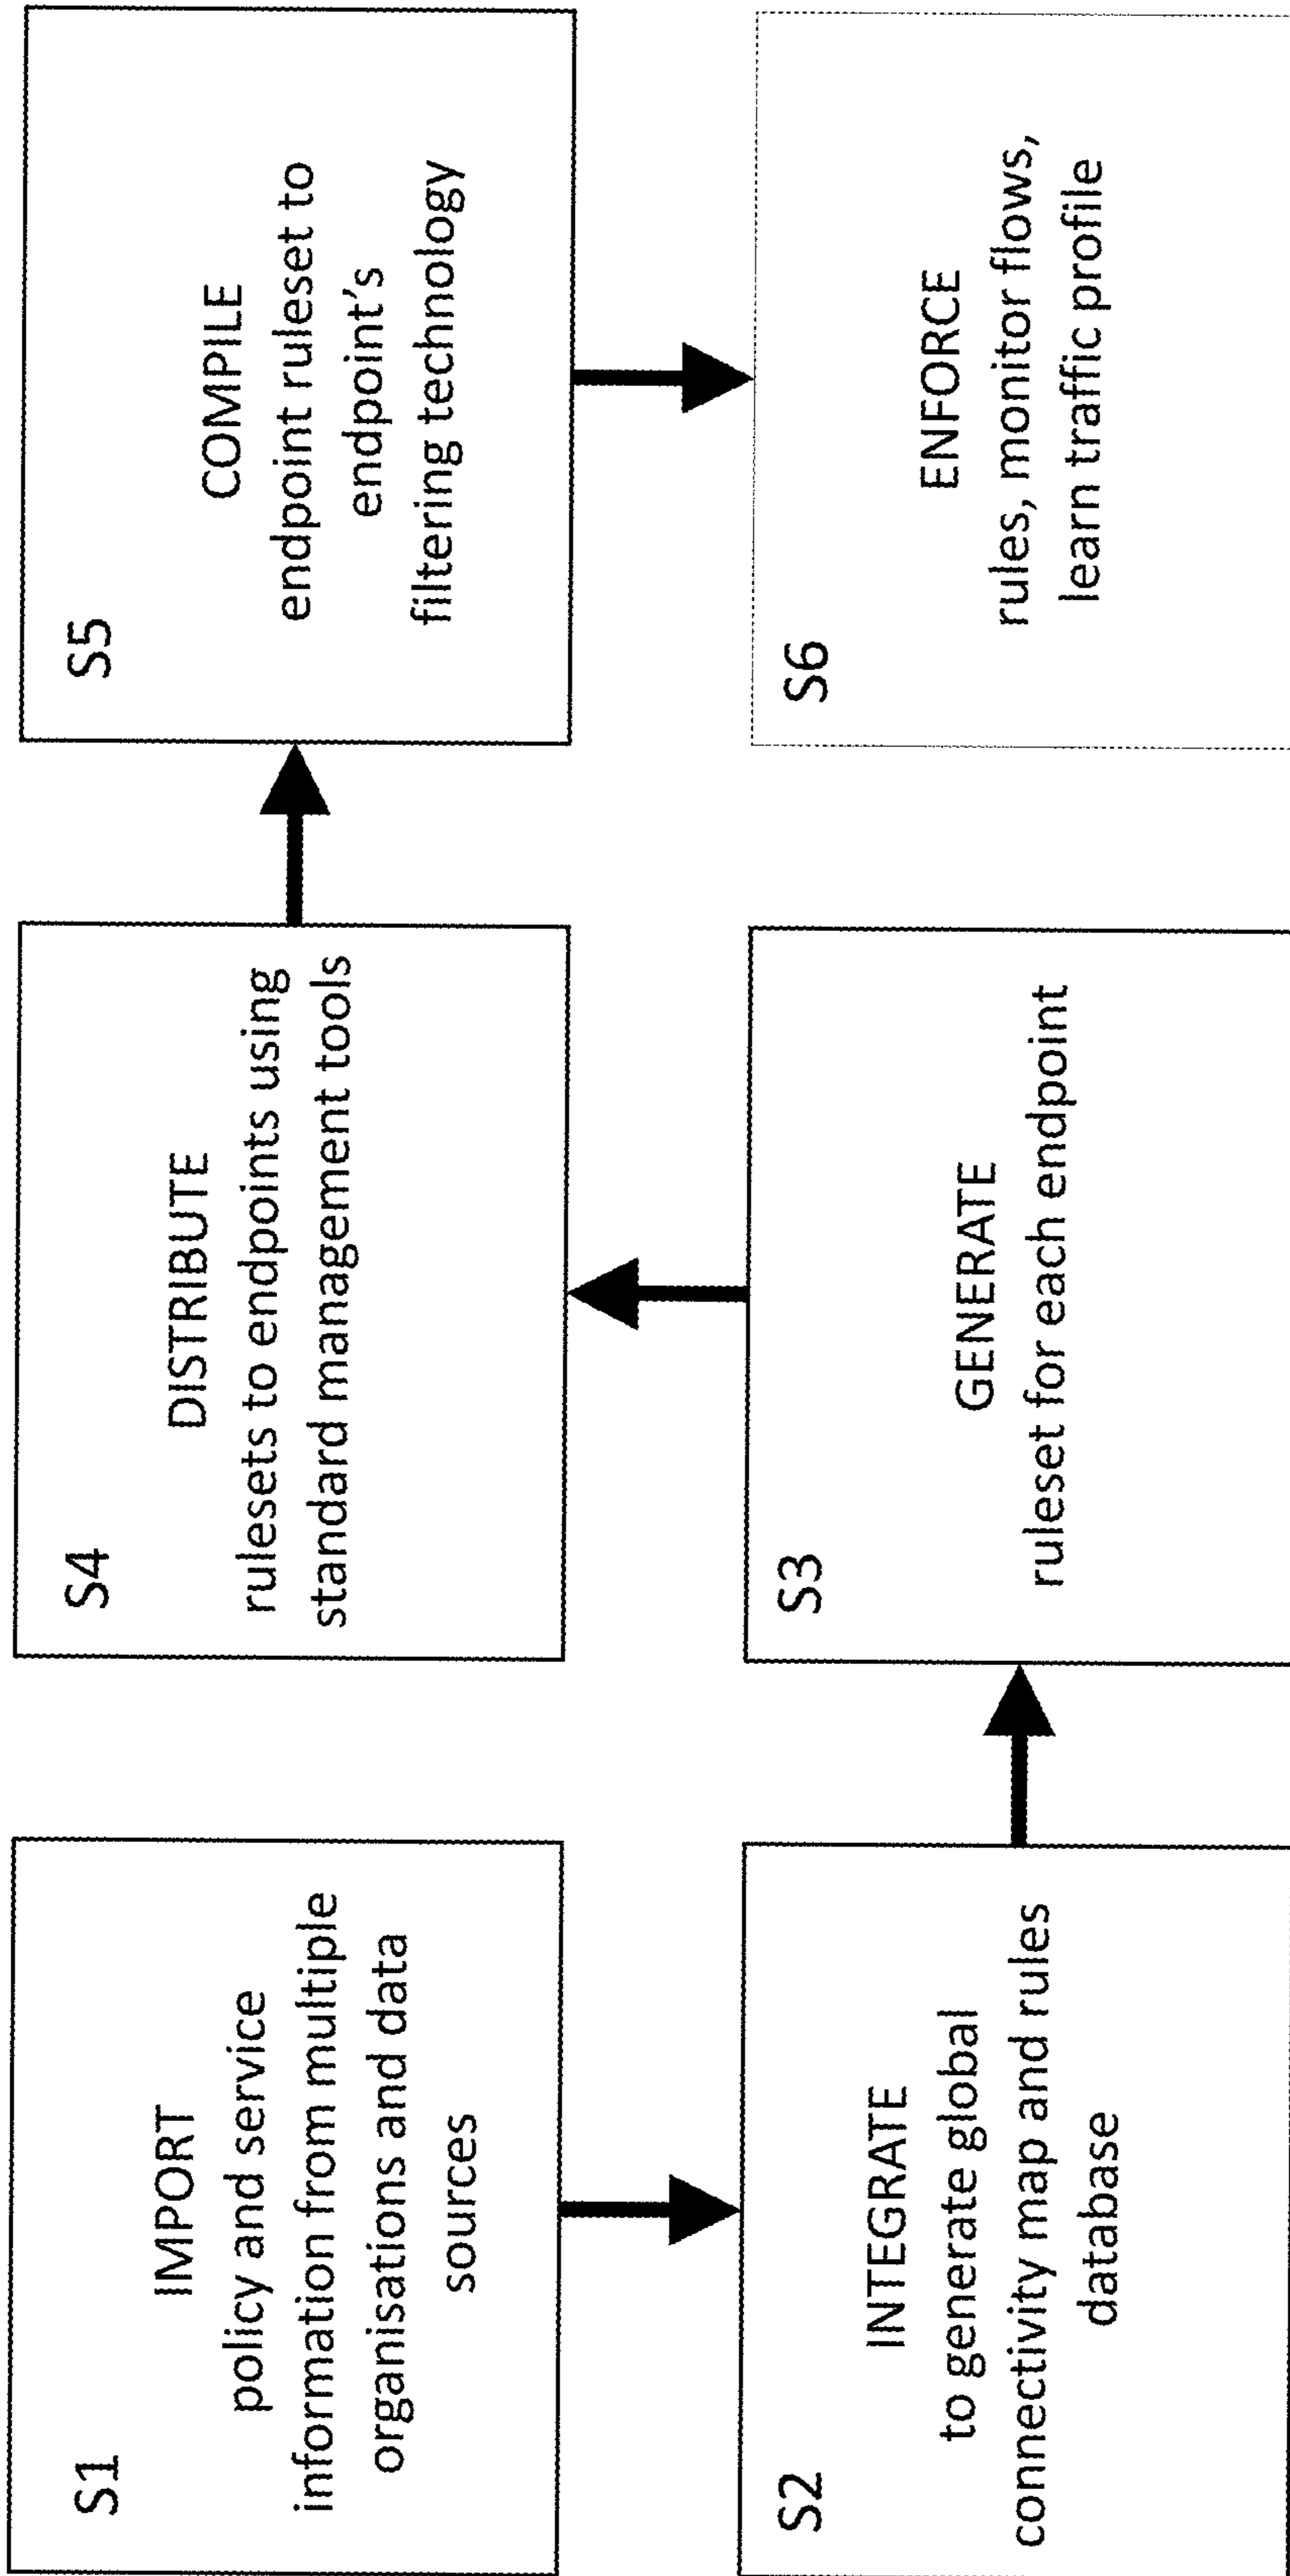 S1
IMPORT
policy and service
information from multiple
organisations and data
sources
S2
INTEGRATE
to generate global
connectivity map and rules
database
S3
GENERATE
ruleset for each endpoint
S4
DISTRIBUTE
rulesets to endpoints using
standard management tools
S5
COMPILE
endpoint ruleset to
endpoint's
filtering technology
S6
ENFORCE
rules, monitor flows,
learn traffic profile